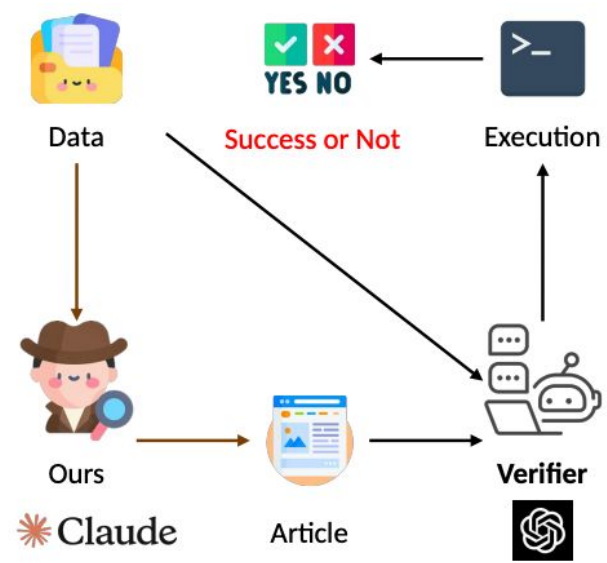 YES NO
>_
Data
Success or Not
Execution
Ours
Article
Verifier
Claude